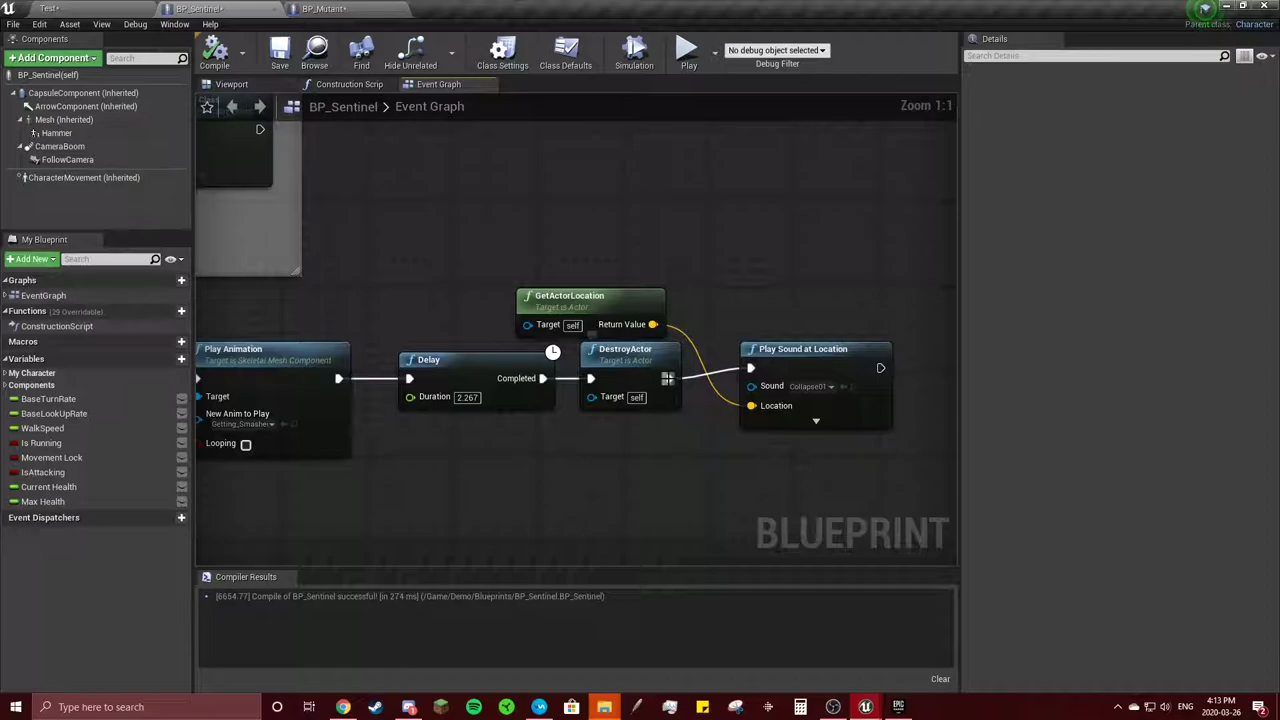 Test*
BP_Sentinel*
BP_Mutant*
File
Edit
Asset
View
Debug
Window
Help
Parent class: Character
Components
+Add Component
Search
BP_Sentinel(self)
CapsuleComponent (Inherited)
ArrowComponent (Inherited)
Mesh (Inherited)
Hammer
CameraBoom
FollowCamera
CharacterMovement (Inherited)
My Blueprint
+Add New
Search
Graphs
EventGraph
Functions (29 Overridable)
ConstructionScript
Macros
Variables
My Character
Components
BaseTurnRate
BaseLookUpRate
WalkSpeed
Is Running
Movement Lock
IsAttacking
Current Health
Max Health
Event Dispatchers
Compile
Save
Browse
Find
Hide Unrelated
Class Settings
Class Defaults
Simulation
Play
No debug object selected
Debug Filter
Viewport
Construction Scrip
Event Graph
BP_Sentinel > Event Graph
Zoom 1:1
GetActorLocation
Target is Actor
Target self Return Value
Play Animation
Target is Skeletal Mesh Component
Target
New Anim to Play
Getting_Smashe
Looping
Delay
Completed
Duration 2.267
DestroyActor
Target is Actor
Target self
Play Sound at Location
Sound Collapse01
Location
BLUEPRINT
Compiler Results
[6654.77] Compile of BP_Sentinel successful! [in 274 ms] (/Game/Demo/Blueprints/BP_Sentinel.BP_Sentinel)
Clear
Details
Search Details
Type here to search
ENG
4:13 PM
2020-03-26